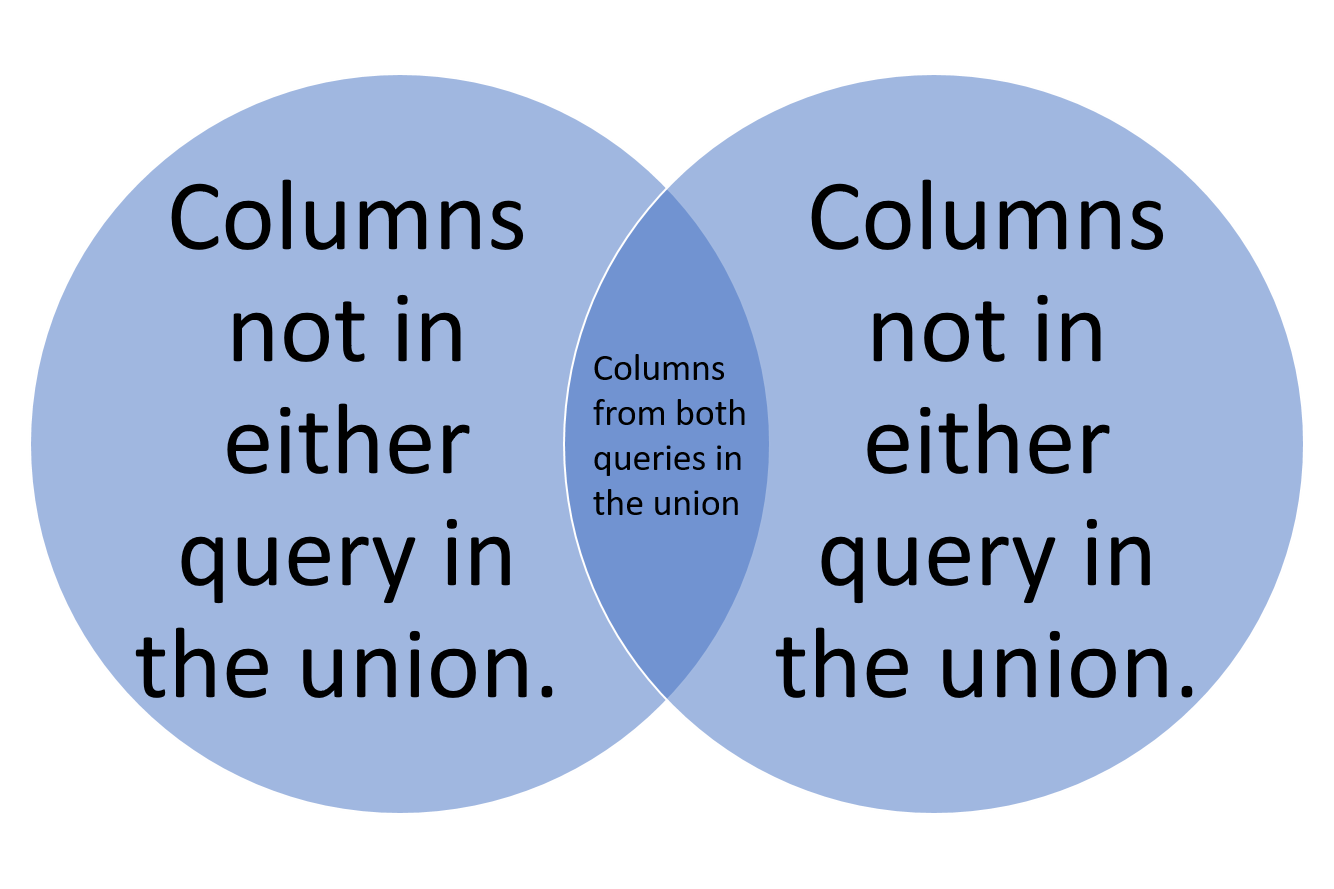 Columns
not in
either
query in
the union.
Columns
from both
queries in
the union
Columns
not in
either
query in
the union.